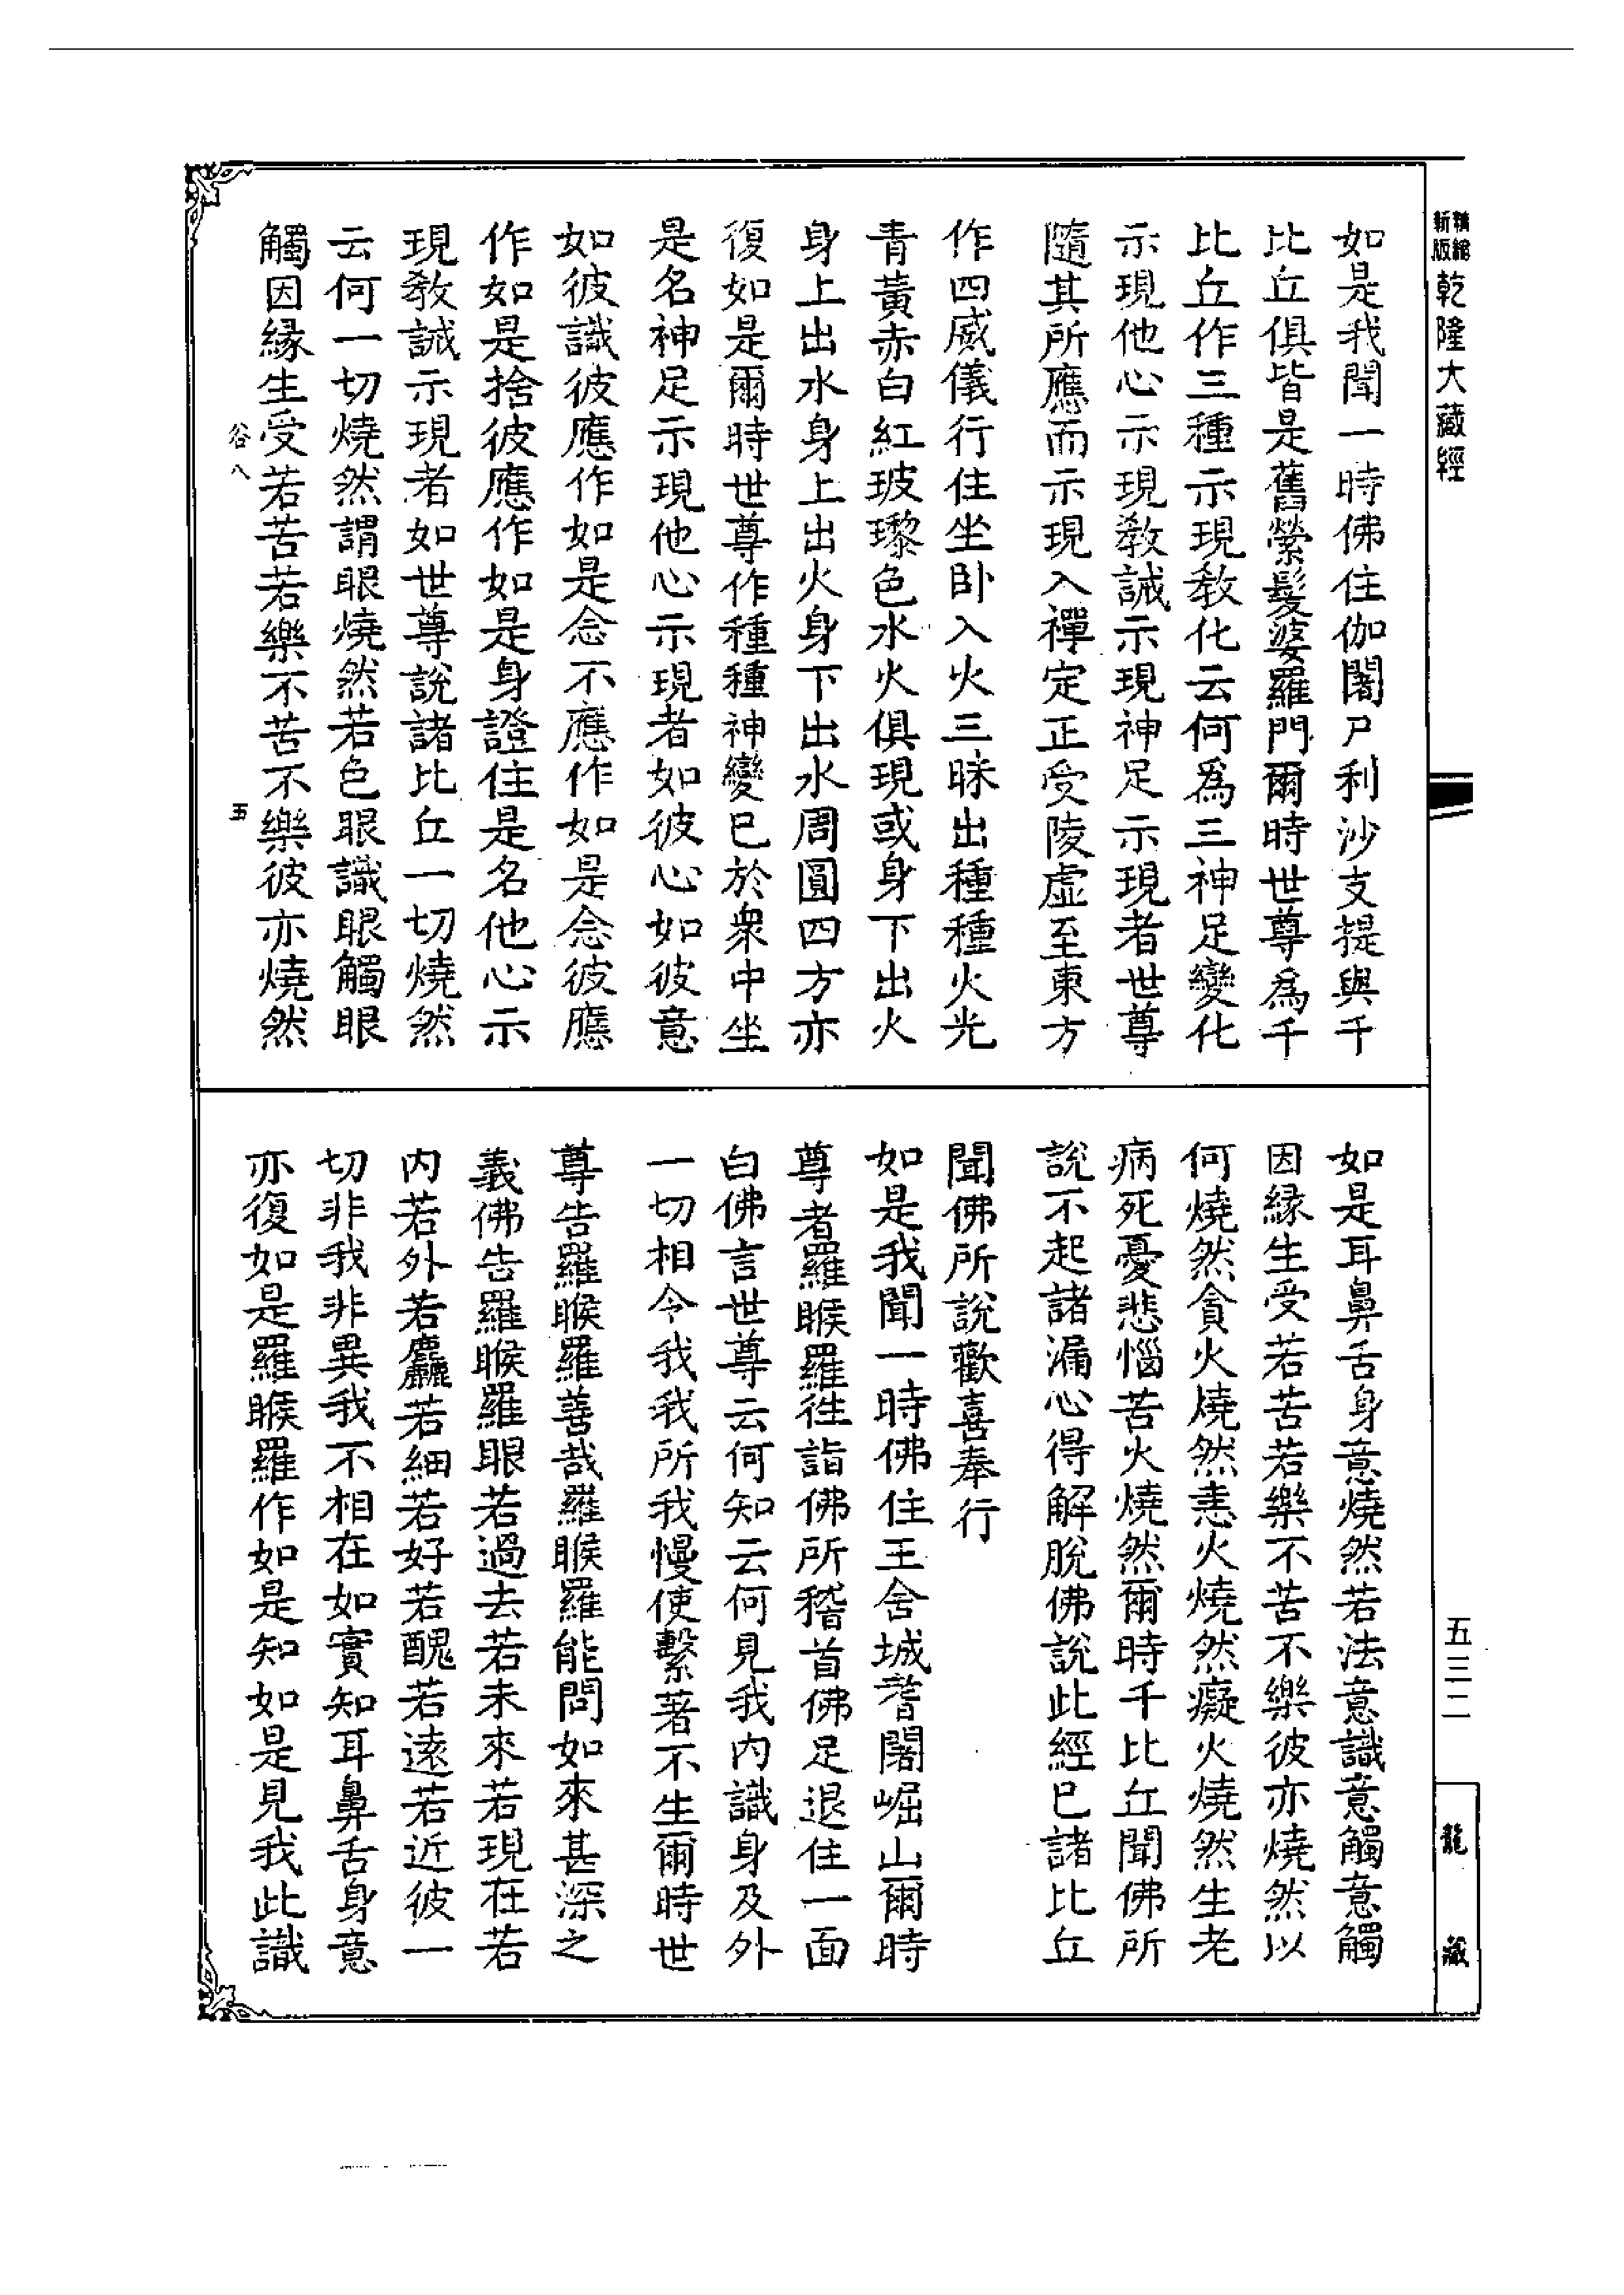 精縮
新版
乾隆大藏經
如是我聞一時佛住伽闍尸利沙支提與千
比丘俱皆是舊縈髮婆羅門爾時世尊為千
比丘作三種示現教化云何為三神足變化
示現他心示現教誡示現神足示現者世尊
隨其所應而示現入禪定正受陵虛至東方
作四威儀行住坐臥入火三昧出種種火光
青黃赤白紅玻瓈色水火俱現或身下出火
身上出水身上出火身下出水周圓四方亦
復如是爾時世尊作種種神變已於眾中坐
是名神足示現他心示現者如彼心如彼意
如彼識彼應作如是念不應作如是念彼應
作如是捨彼應作如是身證住是名他心示
現教誡示現者如世尊說諸比丘一切燒然
云何一切燒然謂眼燒然若色眼識眼觸眼
觸因緣生受若苦若樂不苦不樂彼亦燒然
谷八
五
如是耳鼻舌身意燒然若法意識意觸意觸
因緣生受若苦若樂不苦不樂彼亦燒然以
何燒然貪火燒然恚火燒然癡火燒然生老
病死憂悲惱苦火燒然爾時千比丘聞佛所
說不起諸漏心得解脫佛說此經已諸比丘
聞佛所說歡喜奉行
如是我聞一時佛住王舍城耆闍崛山爾時
尊者羅睺羅往詣佛所稽首佛足退住一面
白佛言世尊云何知云何見我內識身及外
一切相令我我所我慢使繫著不生爾時世
尊告羅睺羅善哉羅睺羅能問如來甚深之
義佛告羅睺羅眼若過去若未來若現在若
內若外若麤若細若好若醜若遠若近彼一
切非我非異我不相在如實知耳鼻舌身意
亦復如是羅睺羅作如是知如是見我此識
五三二
龍藏